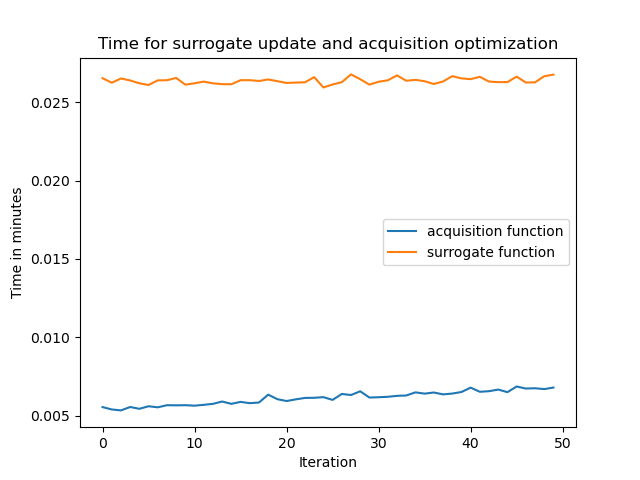 Time for surrogate update and acquisition optimization
0.025
0.020
0.015
0.010
0.005
Time in minutes
acquisition function
surrogate function
0 10 20 30 40 50
Iteration